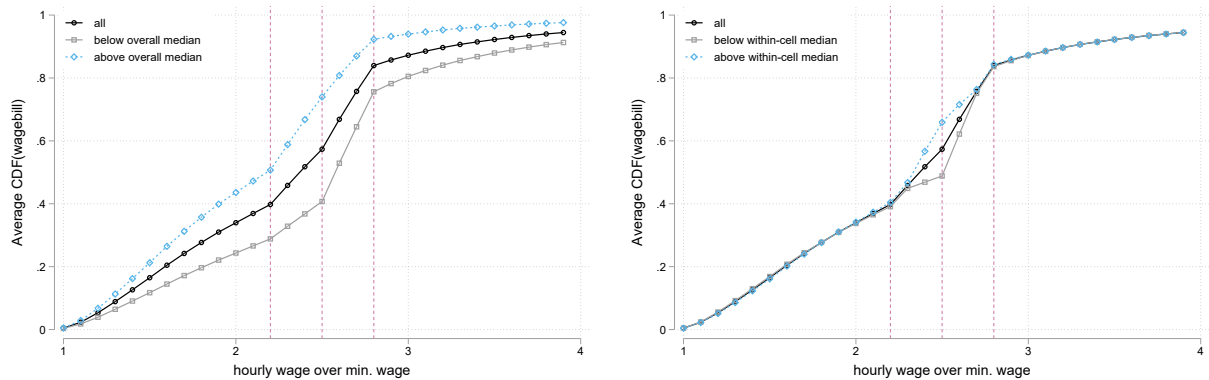 all
below overall median
above overall median
1
.8
.6
.4
.2
0
Average CDF(wagebill)
1
2
3
4
hourly wage over min. wage
all
below within-cell median
above within-cell median
1
.8
.6
.4
.2
0
Average CDF(wagebill)
1
2
3
4
hourly wage over min. wage